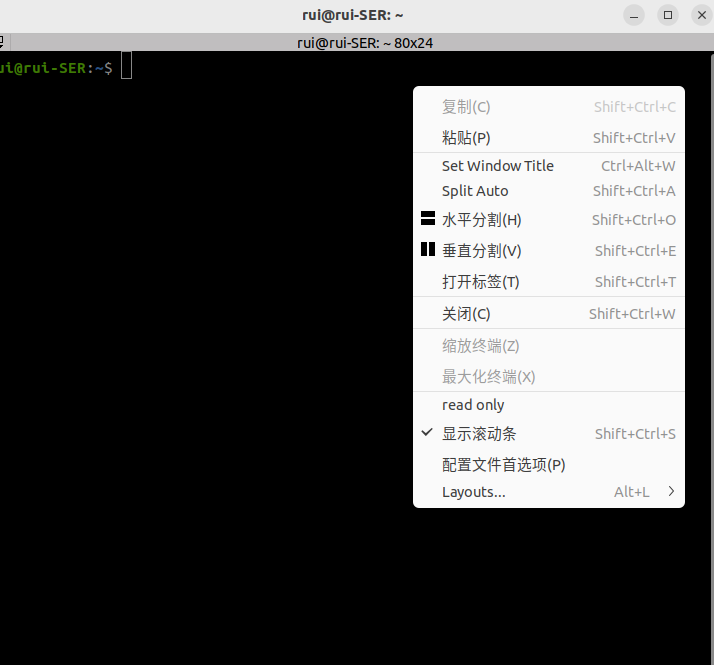 rui@rui-SER: ~
rui@rui-SER: ~ 80x24
ui@rui-SER:~$
复制(C) Shift+Ctrl+C
粘贴(P) Shift+Ctrl+V
Set Window Title Ctrl+Alt+W
Split Auto Shift+Ctrl+A
水平分割(H) Shift+Ctrl+O
垂直分割(V) Shift+Ctrl+E
打开标签(T) Shift+Ctrl+T
关闭(C) Shift+Ctrl+W
缩放终端(Z)
最大化终端(X)
read only
显示滚动条 Shift+Ctrl+S
配置文件首选项(P)
Layouts... Alt+L